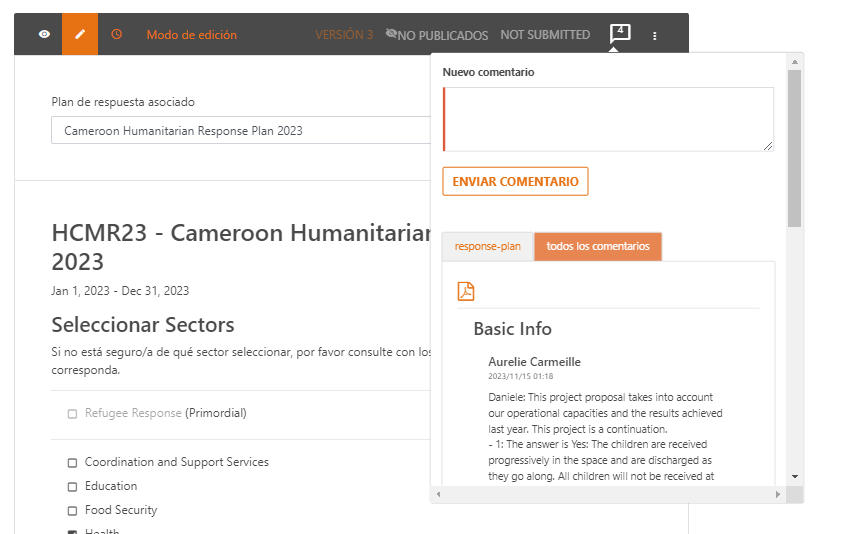 Modo de edición
VERSIÓN 3
NO PUBLICADOS
NOT SUBMITTED
4
Plan de respuesta asociado
Cameroon Humanitarian Response Plan 2023
HCMR23 - Cameroon Humanitarian
2023
Jan 1, 2023 - Dec 31, 2023
Seleccionar Sectors
Si no está seguro/a de qué sector seleccionar, por favor consulte con los
corresponda.
Refugee Response (Primordial)
Coordination and Support Services
Education
Food Security
Health
Nuevo comentario
ENVIAR COMENTARIO
response-plan
todos los comentarios
Basic Info
Aurelie Carmeille
2023/11/15 01:18
Daniele: This project proposal takes into account
our operational capacities and the results achieved
last year. This project is a continuation.
- 1: The answer is Yes: The children are received
progressively in the space and are discharged as
they go along. All children will not be received at